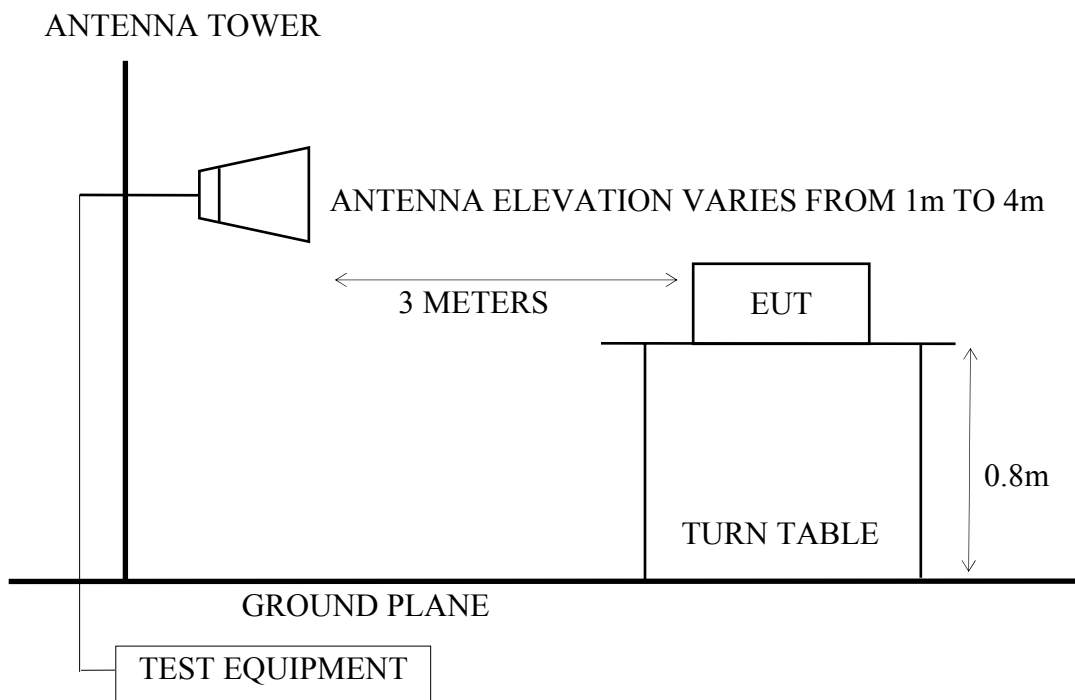 ANTENNA TOWER
ANTENNA ELEVATION VARIES FROM 1m TO 4m
3 METERS
EUT
0.8m
TURN TABLE
GROUND PLANE
TEST EQUIPMENT